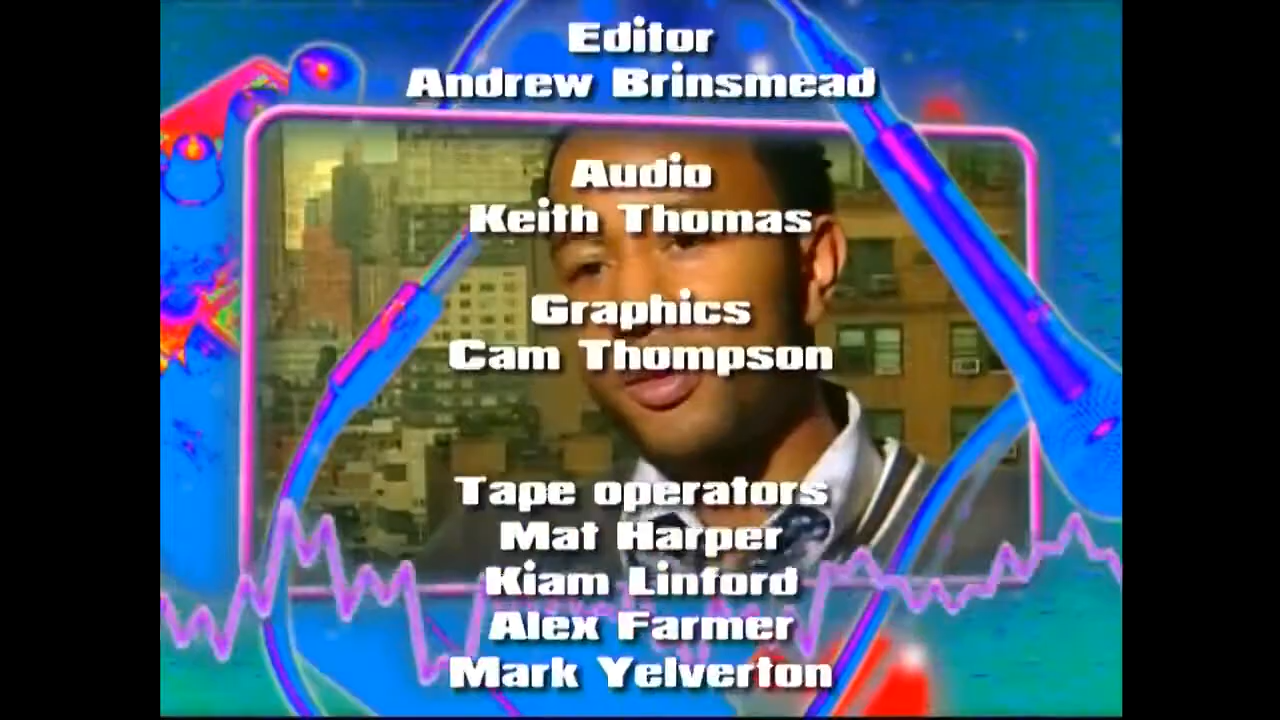 Editor
Andrew Brinsmead
Audio
Keith Thomas
Graphics
Cam Thompson
Tape operators
Mat Harper
Kiam Linford
Alex Farmer
Mark Yelverton